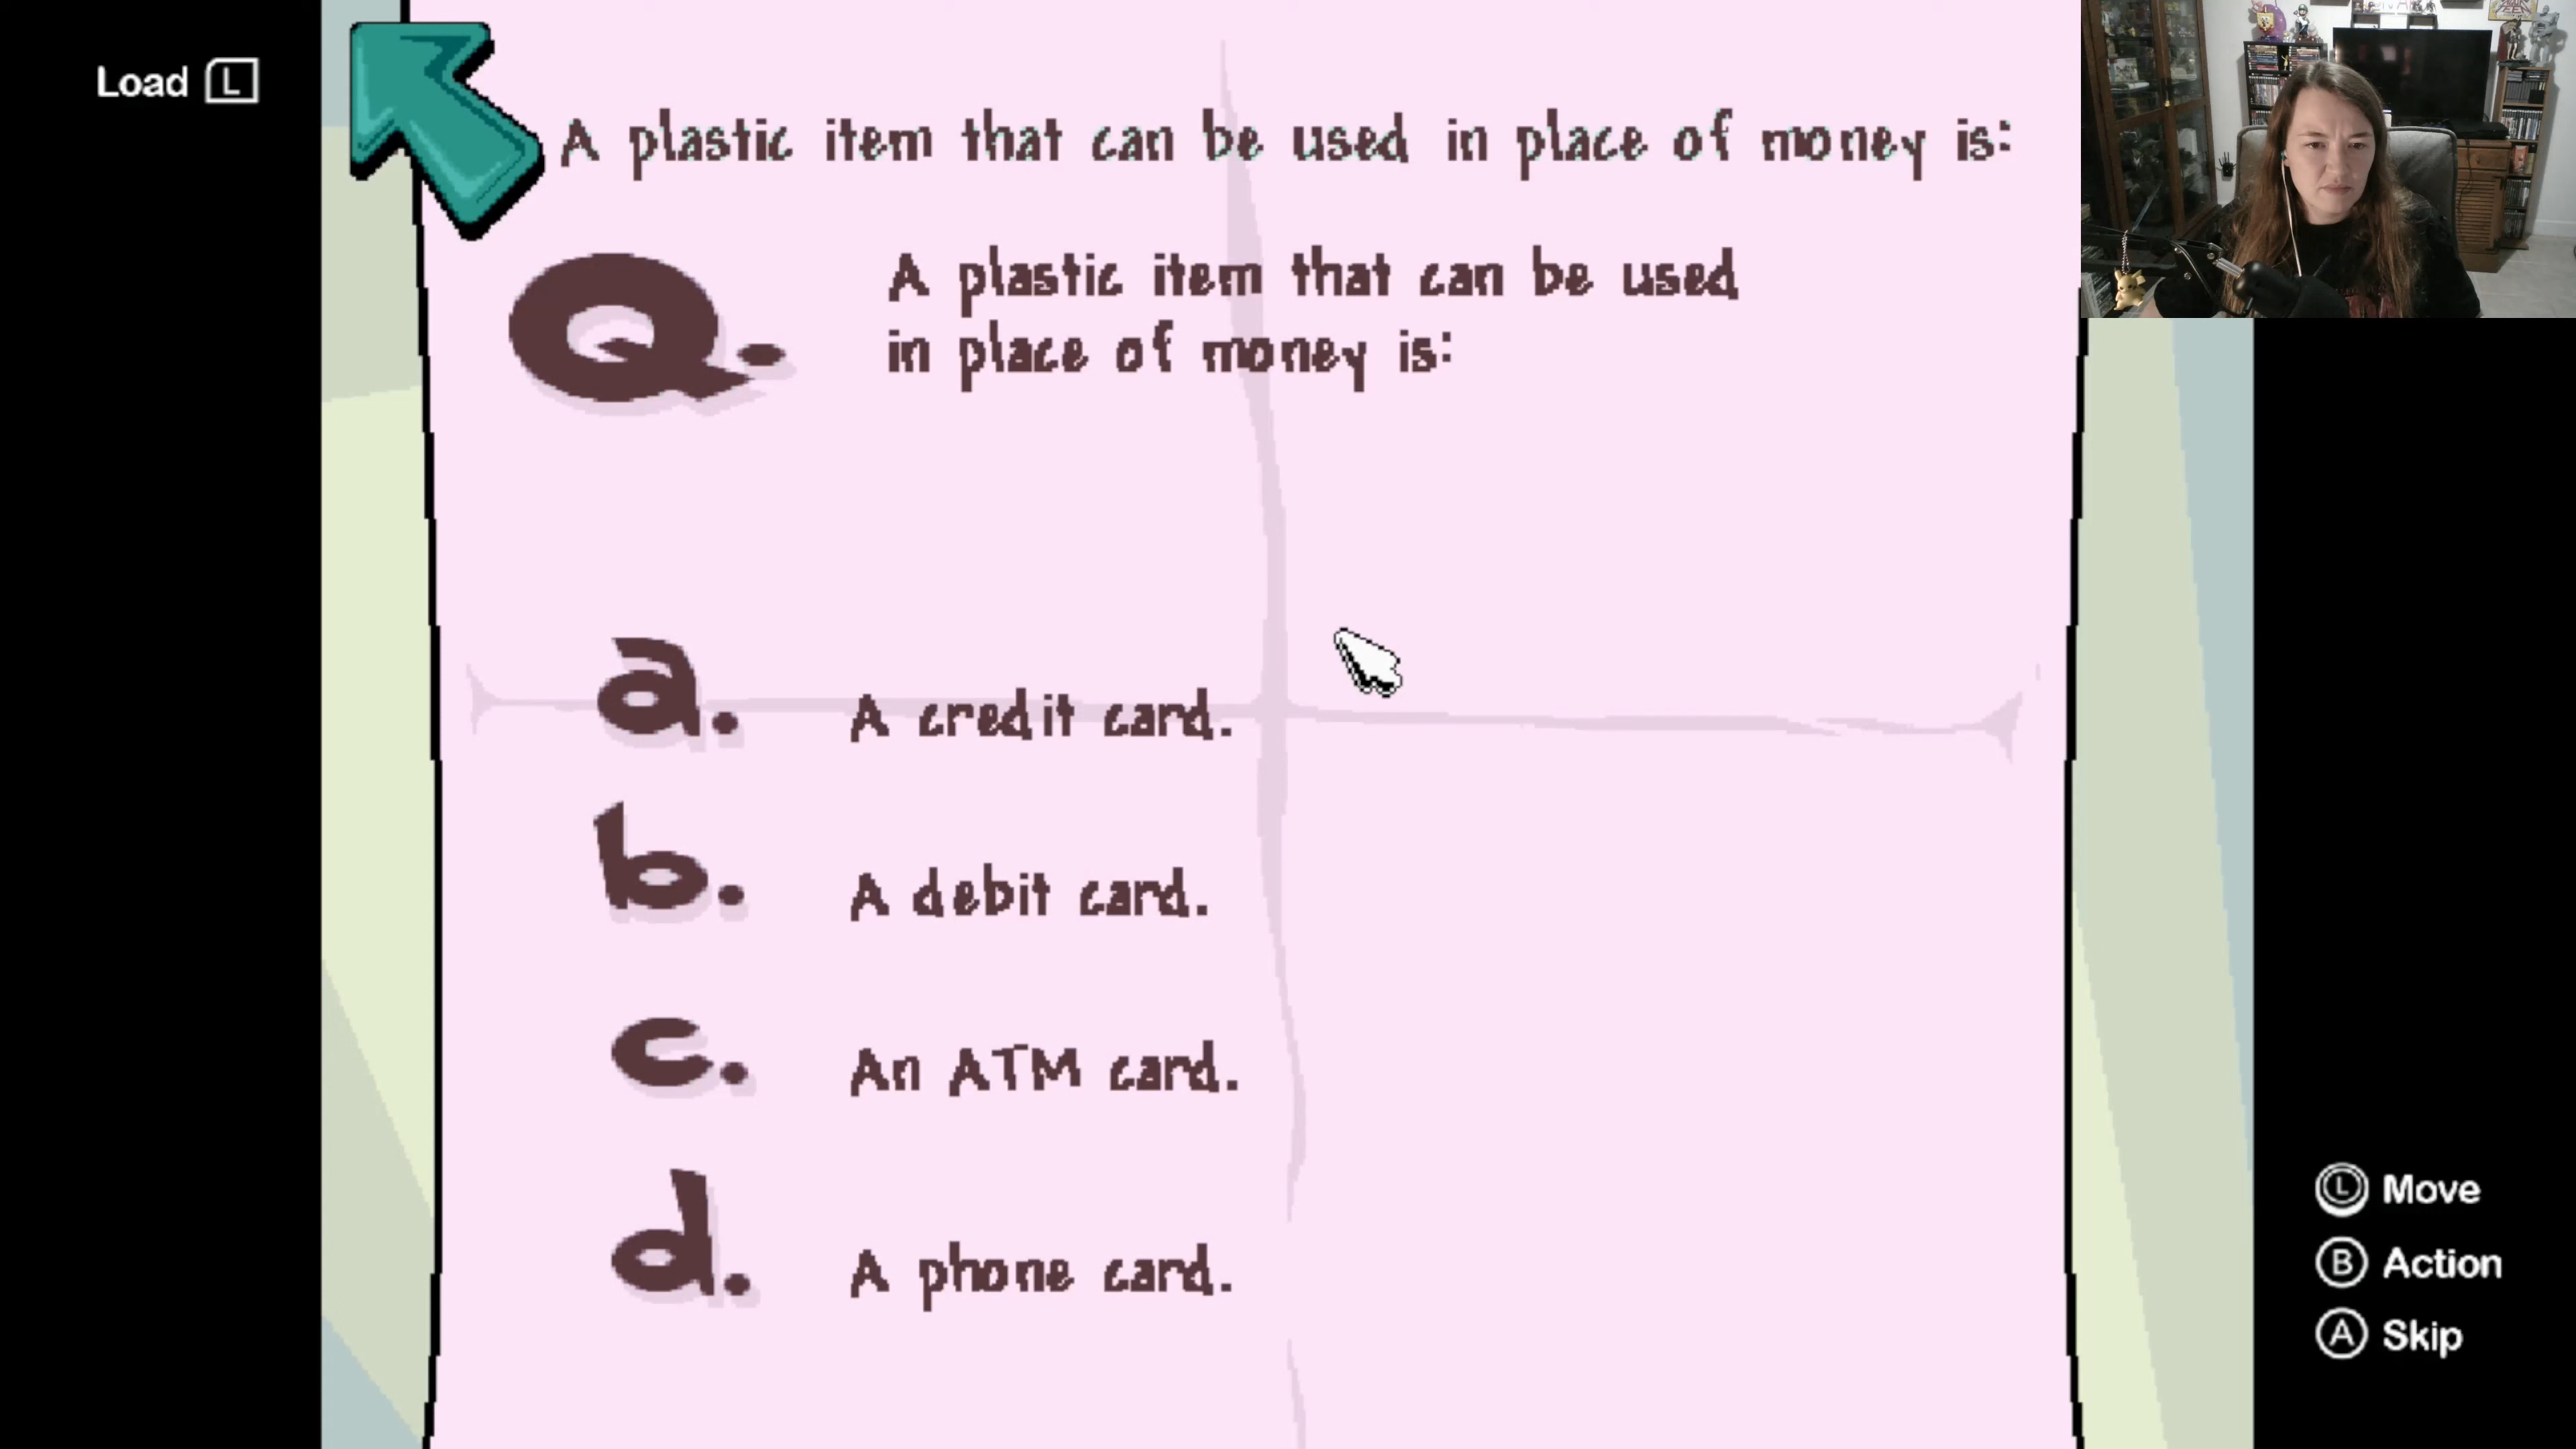 Load L
A plastic item that can be used in place of money is:
Q. A plastic item that can be used
in place of money is:
a. A credit card.
b. A debit card.
c. An ATM card.
d. A phone card.
L Move
B Action
A Skip